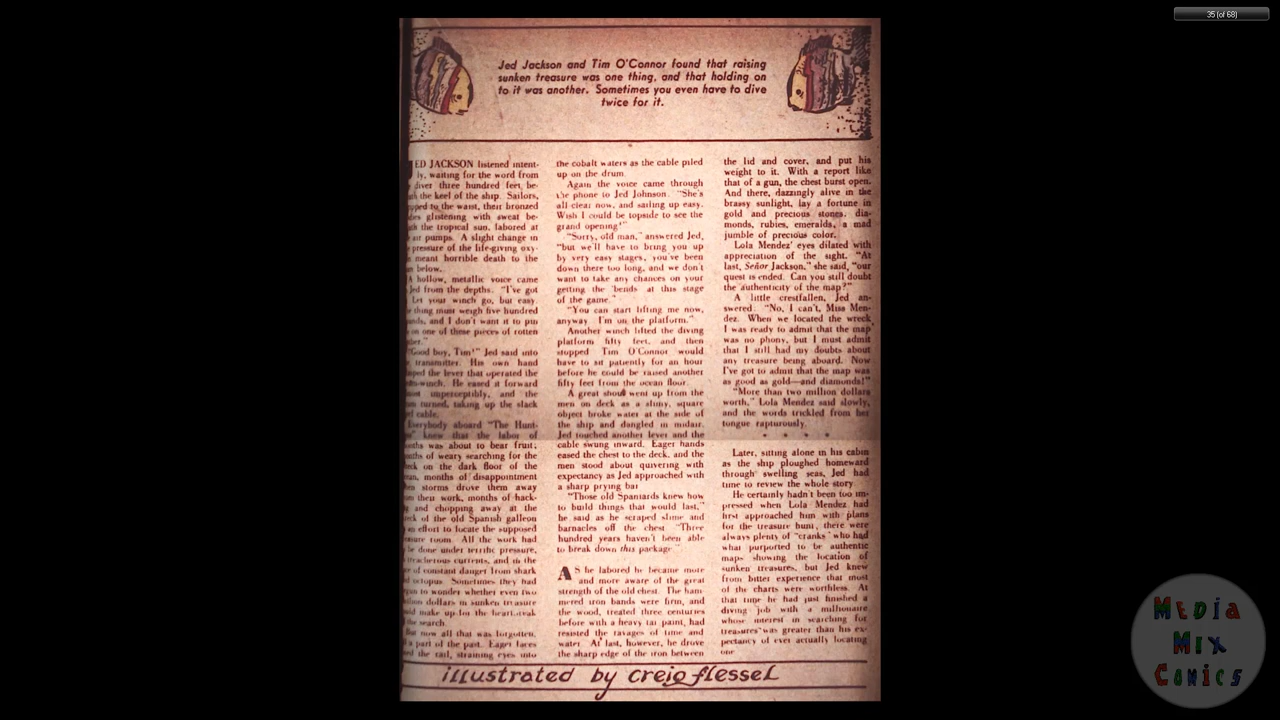 35 (of 68)
Jed Jackson and Tim O'Connor found that raising
sunken treasure was one thing, and that holding on
to it was another. Sometimes you even have to dive
twice for it.
ED JACKSON listened intent-
ly, waiting for the word from
diver three hundred feet be-
the keel of the ship. Sailors,
to the waist, their bronzed
glistening with sweat be-
the tropical sun, labored at
air pumps. A slight change in
pressure of the life-giving oxy-
meant horrible death to the
below.
hollow, metallic voice came
Jed from the depths. "I've got
Let your winch go, but easy.
thing must weigh five hundred
and I don't want it to pin
on one of these pieces of rotten
"Good boy, Tim!" Jed said into
transmitter. His own hand
the lever that operated the
winch. He eased it forward
imperceptibly, and the
turned, taking up the slack
cable.
Everybody aboard "The Hunt-
knew that the labor of
was about to bear fruit;
of weary searching for the
on the dark floor of the
months of disappointment
storms drove them away
their work, months of hack-
and chopping away at the
of the old Spanish galleon
effort to locate the supposed
room. All the work had
be done under terrific pressure,
treacherous currents, and in the
of constant danger from shark
octopus. Sometimes they had
to wonder whether even two
dollars in sunken treasure
make up for the heartbreak
the search.
But now all that was forgotten,
part of the past. Eager faces
the rail, straining eyes into
the cobalt waters as the cable piled
up on the drum.
Again the voice came through
the phone to Jed Johnson. "She's
all clear now, and sailing up easy.
Wish I could be topside to see the
grand opening!"
"Sorry, old man," answered Jed,
"but we'll have to bring you up
by very easy stages, you've been
down there too long, and we don't
want to take any chances on your
getting the 'bends' at this stage
of the game."
"You can start lifting me now,
anyway. I'm on the platform."
Another winch lifted the diving
platform fifty feet, and then
stopped Tim O'Connor would
have to sit patiently for an hour
before he could be raised another
fifty feet from the ocean floor.
A great shout went up from the
men on deck as a slimy, square
object broke water at the side of
the ship and dangled in midair.
Jed touched another lever and the
cable swung inward. Eager hands
eased the chest to the deck, and the
men stood about quivering with
expectancy as Jed approached with
a sharp prying bar
"Those old Spaniards knew how
to build things that would last,"
he said as he scraped slime and
barnacles off the chest "Three
hundred years haven't been able
to break down this package"
AS he labored he became more
and more aware of the great
strength of the old chest. The ham-
mered iron bands were firm, and
the wood, treated three centuries
before with a heavy tar paint, had
resisted the ravages of time and
water. At last, however, he drove
the sharp edge of the iron between
the lid and cover, and put his
weight to it. With a report like
that of a gun, the chest burst open.
And there, dazzingly alive in the
brassy sunlight, lay a fortune in
gold and precious stones, dia-
monds, rubies, emeralds, a mad
jumble of precious color.
Lola Mendez' eyes dilated with
appreciation of the sight. "At
last, Señor Jackson," she said, "our
quest is ended. Can you still doubt
the authenticity of the map?"
A little crestfallen, Jed an-
swered: "No, I can't, Miss Men-
dez. When we located the wreck
I was ready to admit that the map
was no phony, but I must admit
that I still had my doubts about
any treasure being aboard. Now
I've got to admit that the map was
as good as gold—and diamonds!"
"More than two million dollars
worth," Lola Mendez said slowly,
and the words trickled from her
tongue rapturously.
* * * *
Later, sitting alone in his cabin
as the ship ploughed homeward
through swelling seas, Jed had
time to review the whole story
He certainly hadn't been too im-
pressed when Lola Mendez had
first approached him with plans
for the treasure hunt, there were
always plenty of "cranks" who had
what purported to be authentic
maps showing the location of
sunken treasures, but Jed knew
from bitter experience that most
of the charts were worthless. At
that time he had just finished a
diving job with a millionaire
whose interest in searching for
treasures was greater than his ex-
pectancy of ever actually locating
one
illustrated by creig flessel
MEDIA
MIX
COMICS